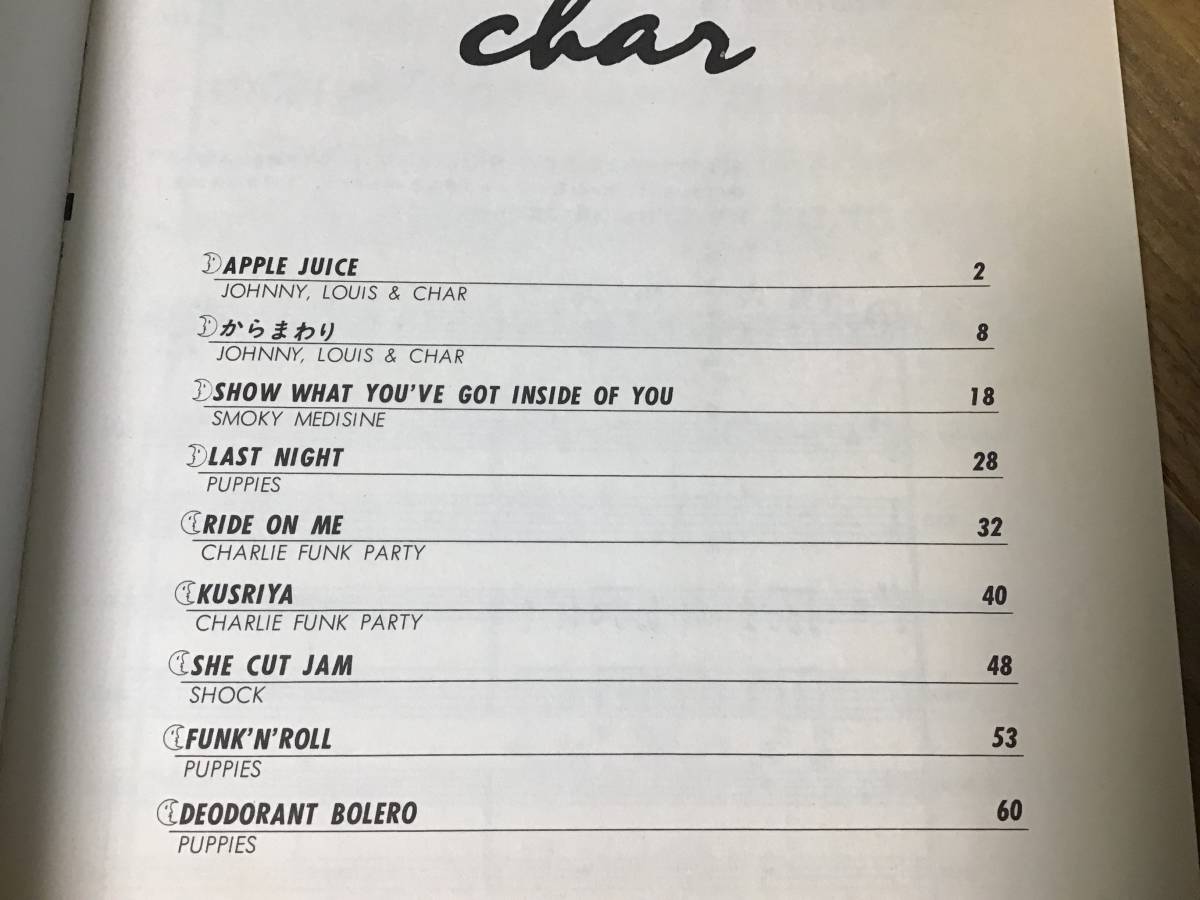 char
APPLE JUICE 2
JOHNNY, LOUIS & CHAR
からまわり 8
JOHNNY, LOUIS & CHAR
SHOW WHAT YOU'VE GOT INSIDE OF YOU 18
SMOKY MEDISINE
LAST NIGHT 28
PUPPIES
RIDE ON ME 32
CHARLIE FUNK PARTY
KUSRIYA 40
CHARLIE FUNK PARTY
SHE CUT JAM 48
SHOCK
FUNK'N'ROLL 53
PUPPIES
DEODORANT BOLERO 60
PUPPIES